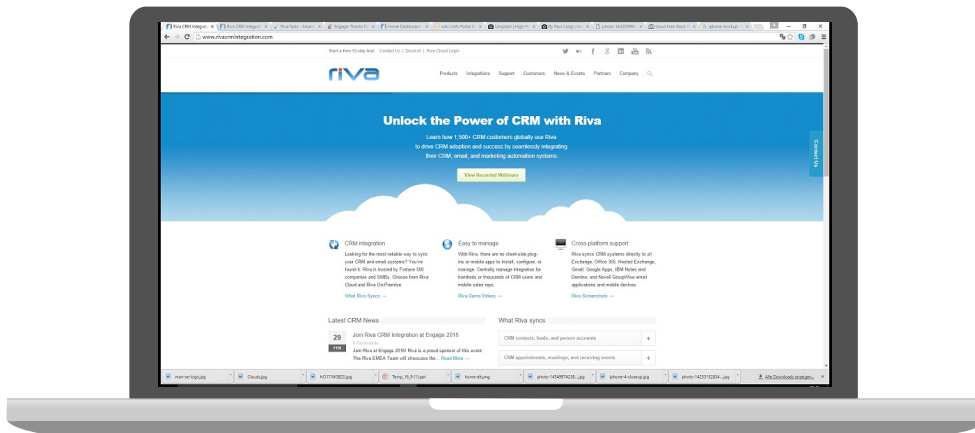 Riva CRM Integrati
www.rivacrmintegration.com
Start a free 15 day trial Contact Us | Deutsch | Riva Cloud Login
riva
Products Integrations Support Customers News & Events Partners Company
Unlock the Power of CRM with Riva
Learn how 1,500+ CRM customers globally use Riva
to drive CRM adoption and success by seamlessly integrating
their CRM, email, and marketing automation systems.
View Recorded Webinars
Contact Us
CRM integration
Looking for the most reliable way to sync
your CRM and email systems? You've
found it. Riva is trusted by Fortune 500
companies and SMBs. Choose from Riva
Cloud and Riva On-Premise.
What Riva Syncs →
Easy to manage
With Riva, there are no client-side plug-
ins or mobile apps to install, configure, or
manage. Centrally manage integration for
hundreds or thousands of CRM users and
mobile sales reps.
Riva Demo Videos →
Cross-platform support
Riva syncs CRM systems directly to all
Exchange, Office 365, Hosted Exchange,
Gmail, Google Apps, IBM Notes and
Domino, and Novell GroupWise email
applications and mobile devices.
Riva Screenshots →
Latest CRM News
29
FEB
Join Riva CRM Integration at Engage 2016
0 Comments
Join Riva at Engage 2016! Riva is a proud sponsor of this event.
The Riva EMEA Team will showcase the... Read More →
What Riva syncs
CRM contacts, leads, and person accounts +
CRM appointments, meetings, and recurring events +
Clouds.jpg
Temp_16_9 (1).ppt
home-alt.png
Alle Downloads anzeigen...